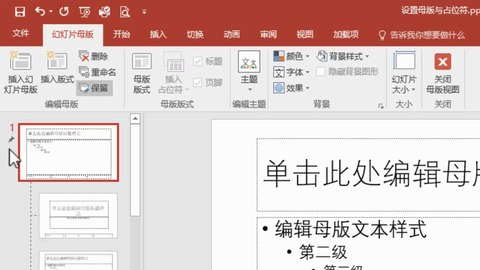 设置母版与占位符.pp
文件 幻灯片母版 开始 插入 切换 动画 审阅 视图 加载项 告诉我你想要做什么
插入幻灯片母版 插入版式 删除 重命名 保留 母版版式 插入占位符 标题 页脚 主题 颜色 字体 效果 背景样式 隐藏背景图形 幻灯片大小 关闭母版视图
编辑母版 母版版式 编辑主题 背景 大小 关闭
1
单击此处编辑母版
• 编辑母版文本样式
• 第二级